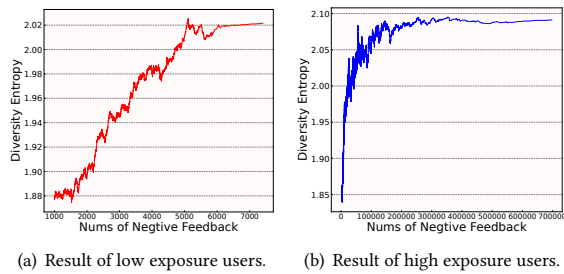 2.02
2.00
1.98
1.96
1.94
1.92
1.90
1.88
Diversity Entropy
1000 2000 3000 4000 5000 6000 7000
Nums of Negtive Feedback
(a) Result of low exposure users.
2.10
2.05
2.00
1.95
1.90
1.85
Diversity Entropy
0 100000 200000 300000 400000 500000 600000 700000
Nums of Negtive Feedback
(b) Result of high exposure users.